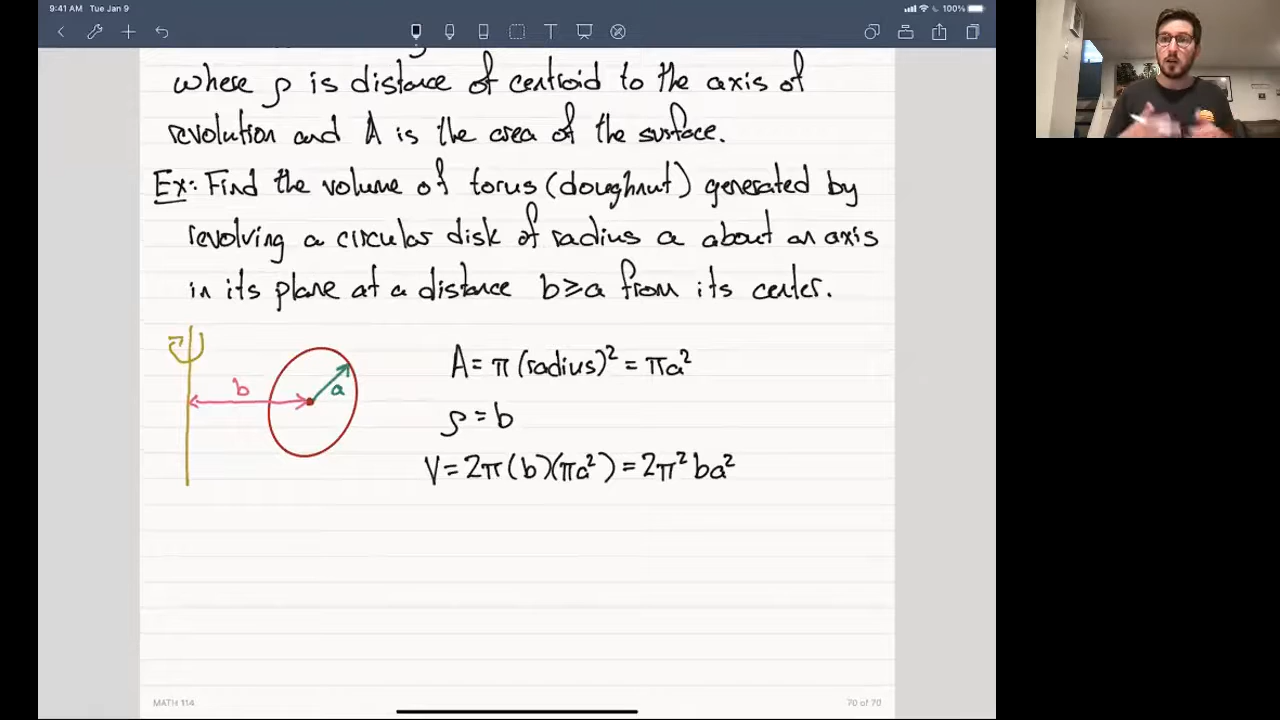 9:41 AM Tue Jan 9
100%
where ρ is distance of centroid to the axis of
revolution and A is the area of the surface.
Ex: Find the volume of torus (doughnut) generated by
revolving a circular disk of radius a about an axis
in its plane at a distance b≥a from its center.
b
a
A = π (radius)² = πa²
ρ = b
V = 2π(b)(πa²) = 2π²ba²
MATH 114
70 of 70